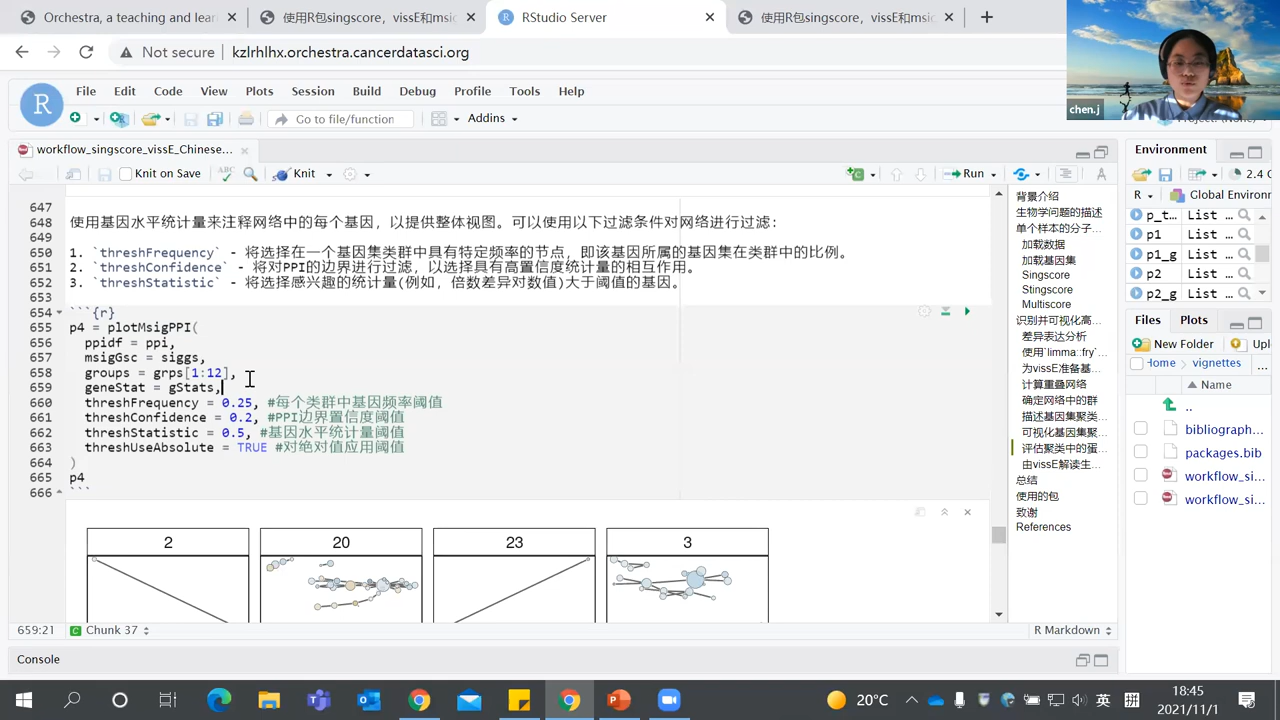 Orchestra, a teaching and lear
使用R包singscore，vissE和msic
RStudio Server
使用R包singscore，vissE和msic
Not secure
kzlrhlhx.orchestra.cancerdatasci.org
chen.j
File Edit Code View Plots Session Build Debug Profile Tools Help
Go to file/function
Addins
Project: (None)
workflow_singscore_vissE_Chinese...
Knit on Save
Knit
Run
647
648 使用基因水平统计量来注释网络中的每个基因，以提供整体视图。可以使用以下过滤条件对网络进行过滤：
649
650 1. `threshFrequency` - 将选择在一个基因集类群中具有特定频率的节点，即该基因所属的基因集在类群中的比例。
651 2. `threshConfidence` - 将对PPI的边界进行过滤，以选择具有高置信度统计量的相互作用。
652 3. `threshStatistic` - 将选择感兴趣的统计量(例如，倍数差异对数值)大于阈值的基因。
653
654 ```{r}
655 p4 = plotMsigPPI(
656 ppidf = ppi,
657 msigGsc = siggs,
658 groups = grps[1:12],
659 geneStat = gStats,
660 threshFrequency = 0.25, #每个类群中基因频率阈值
661 threshConfidence = 0.2, #PPI边界置信度阈值
662 threshStatistic = 0.5, #基因水平统计量阈值
663 threshUseAbsolute = TRUE #对绝对值应用阈值
664 )
665 p4
666 ```
2 20 23 3
659:21 Chunk 37
R Markdown
Console
背景介绍
生物学问题的描述
单个样本的分子...
加载数据
加载基因集
Singscore
Stingscore
Multiscore
识别并可视化高...
差异表达分析
使用`limma::fry`...
为vissE准备基...
计算重叠网络
确定网络中的群
描述基因集聚类...
可视化基因集聚...
评估聚类中的蛋...
由vissE解读生...
总结
使用的包
致谢
References
Environment
2.4 G
R
Global Environr
p_t... List ...
p1 List ...
p1_g List ...
p2 List ...
p2_g List ...
Files Plots
New Folder
Uplo
Home vignettes ...
Name
..
bibliograph...
packages.bib
workflow_si...
workflow_si...
20°C
英
拼
18:45
2021/11/1